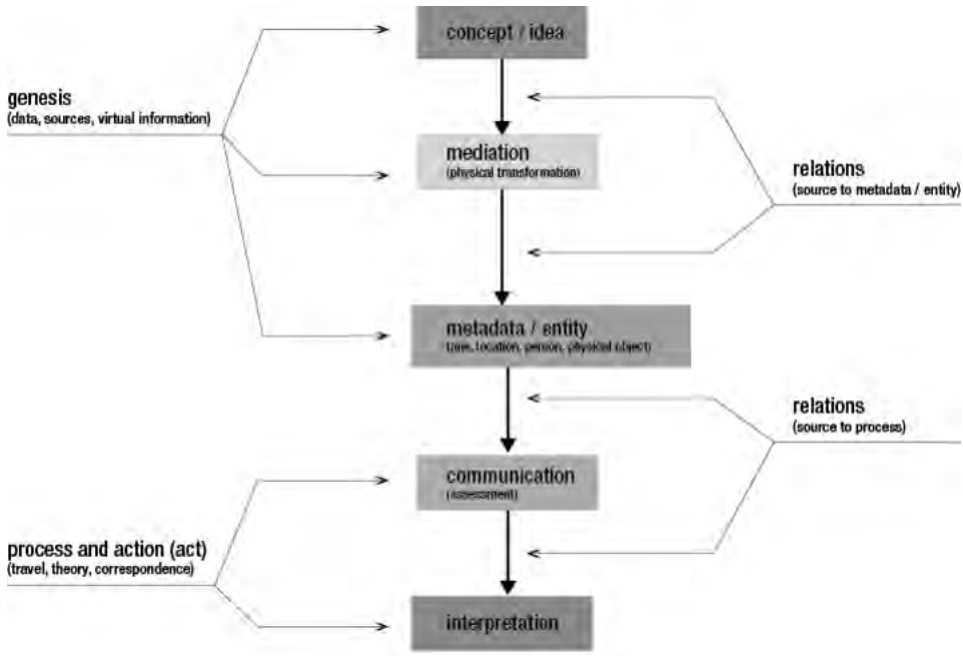 concept / idea
genesis
(data, sources, virtual information)
mediation
(physical transformation)
relations
(source to metadata / entity)
metadata / entity
location, person, physical object)
relations
(source to process)
communication
(assessment)
process and action (act)
(travel, theory, correspondence)
interpretation